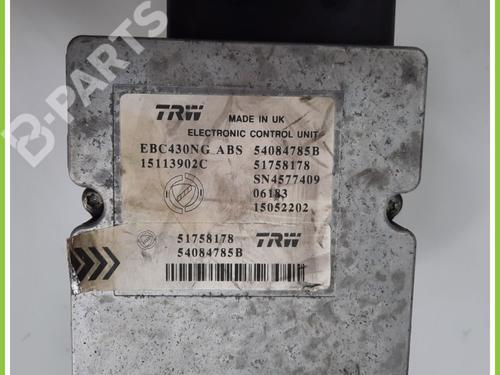 B-PARTS
TRW
MADE IN UK
ELECTRONIC CONTROL UNIT
EBC430NG ABS 54084785B
15113902C 51758178
SN4577409
06183
15052202
51758178 TRW
54084785B